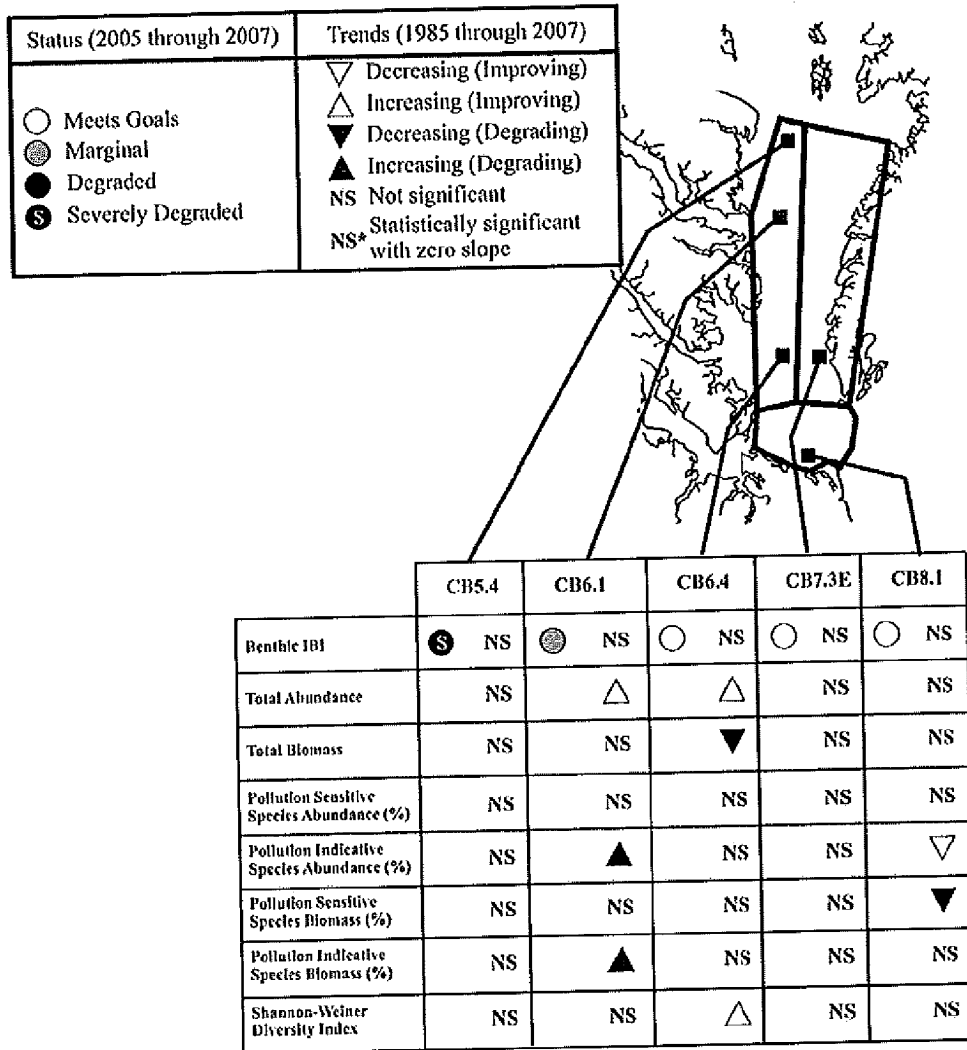 Status (2005 through 2007)
Meets Goals
Marginal
Degraded
S Severely Degraded
Trends (1985 through 2007)
Decreasing (Improving)
Increasing (Improving)
Decreasing (Degrading)
Increasing (Degrading)
NS Not significant
NS* Statistically significant
with zero slope
CB5.4 CB6.1 CB6.4 CB7.3E CB8.1
Benthic IBI S NS NS NS NS NS
Total Abundance NS NS NS
Total Biomass NS NS NS NS
Pollution Sensitive
Species Abundance (%) NS NS NS NS NS
Pollution Indicative
Species Abundance (%) NS NS NS
Pollution Sensitive
Species Biomass (%) NS NS NS NS
Pollution Indicative
Species Biomass (%) NS NS NS NS
Shannon-Weiner
Diversity Index NS NS NS NS